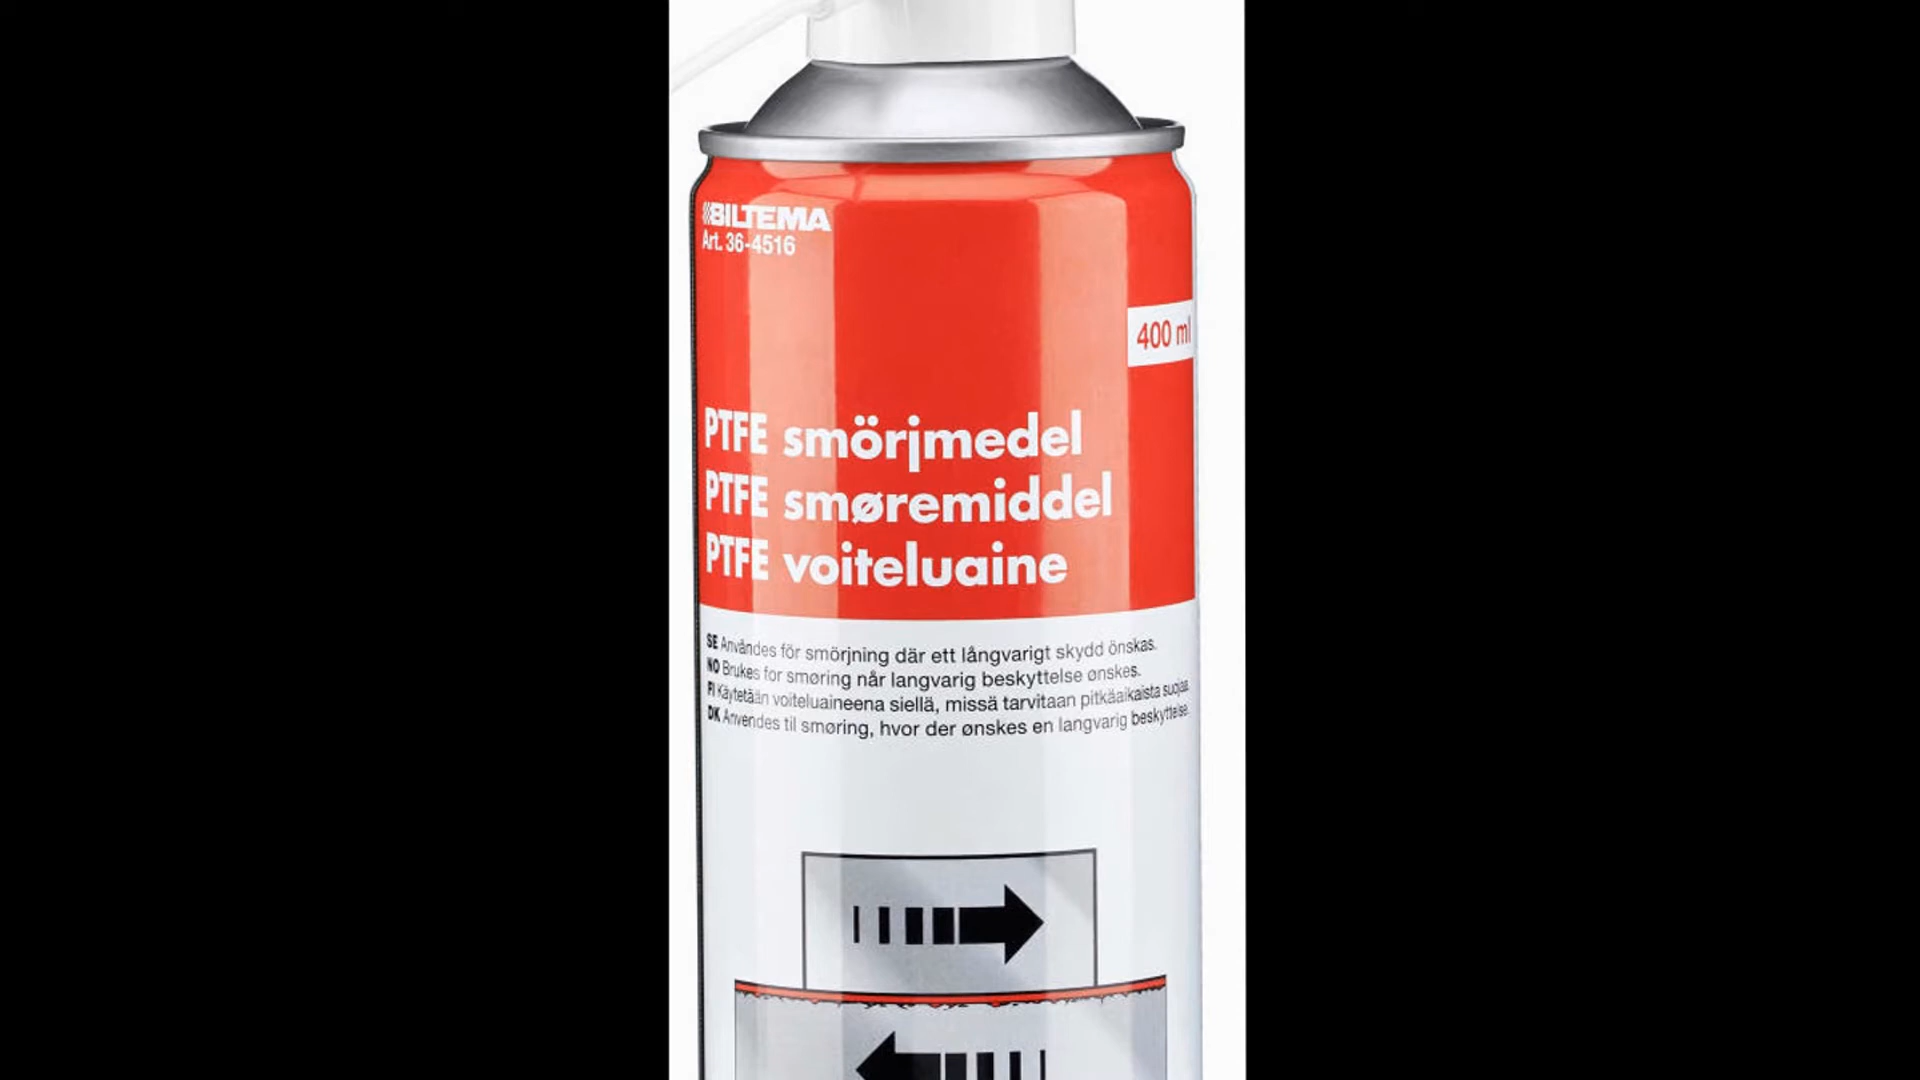 BILTEMA
Art. 36-4516
400 ml
PTFE smörjmedel
PTFE smøremiddel
PTFE voiteluaine
SE Användes för smörjning där ett långvarigt skydd önskas.
NO Brukes for smøring når langvarig beskyttelse ønskes.
FI Käytetään voiteluaineena siellä, missä tarvitaan pitkäaikaista suojaa.
DK Anvendes til smøring, hvor der ønskes en langvarig beskyttelse.